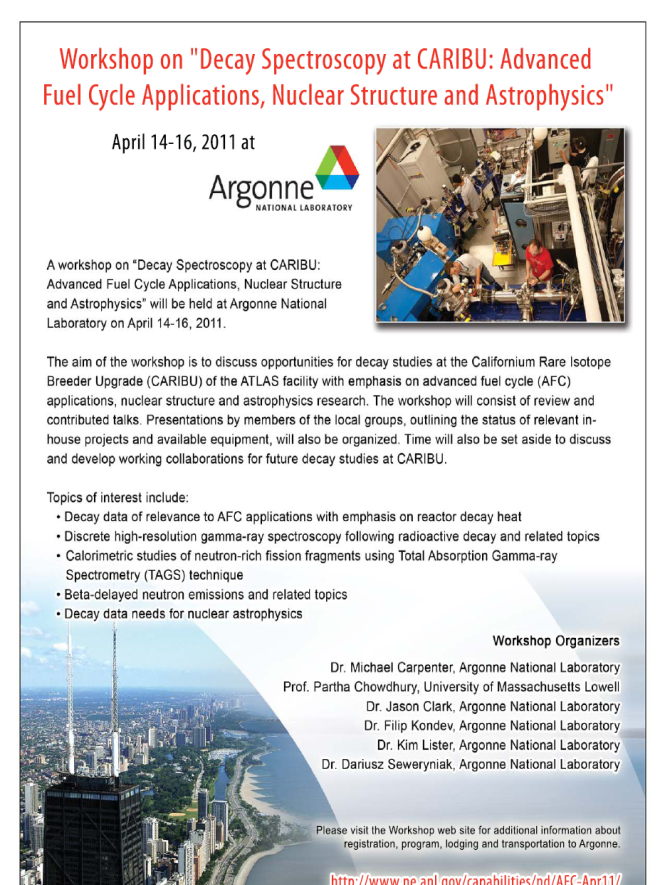 Workshop on "Decay Spectroscopy at CARIBU: Advanced
Fuel Cycle Applications, Nuclear Structure and Astrophysics"
April 14-16, 2011 at
Argonne
NATIONAL LABORATORY
A workshop on “Decay Spectroscopy at CARIBU:
Advanced Fuel Cycle Applications, Nuclear Structure
and Astrophysics” will be held at Argonne National
Laboratory on April 14-16, 2011.
The aim of the workshop is to discuss opportunities for decay studies at the Californium Rare Isotope
Breeder Upgrade (CARIBU) of the ATLAS facility with emphasis on advanced fuel cycle (AFC)
applications, nuclear structure and astrophysics research. The workshop will consist of review and
contributed talks. Presentations by members of the local groups, outlining the status of relevant in-
house projects and available equipment, will also be organized. Time will also be set aside to discuss
and develop working collaborations for future decay studies at CARIBU.
Topics of interest include:
• Decay data of relevance to AFC applications with emphasis on reactor decay heat
• Discrete high-resolution gamma-ray spectroscopy following radioactive decay and related topics
• Calorimetric studies of neutron-rich fission fragments using Total Absorption Gamma-ray
Spectrometry (TAGS) technique
• Beta-delayed neutron emissions and related topics
• Decay data needs for nuclear astrophysics
Workshop Organizers
Dr. Michael Carpenter, Argonne National Laboratory
Prof. Partha Chowdhury, University of Massachusetts Lowell
Dr. Jason Clark, Argonne National Laboratory
Dr. Filip Kondev, Argonne National Laboratory
Dr. Kim Lister, Argonne National Laboratory
Dr. Dariusz Seweryniak, Argonne National Laboratory
Please visit the Workshop web site for additional information about
registration, program, lodging and transportation to Argonne.
http://www.ne.anl.gov/capabilities/nd/AFC-Apr11/